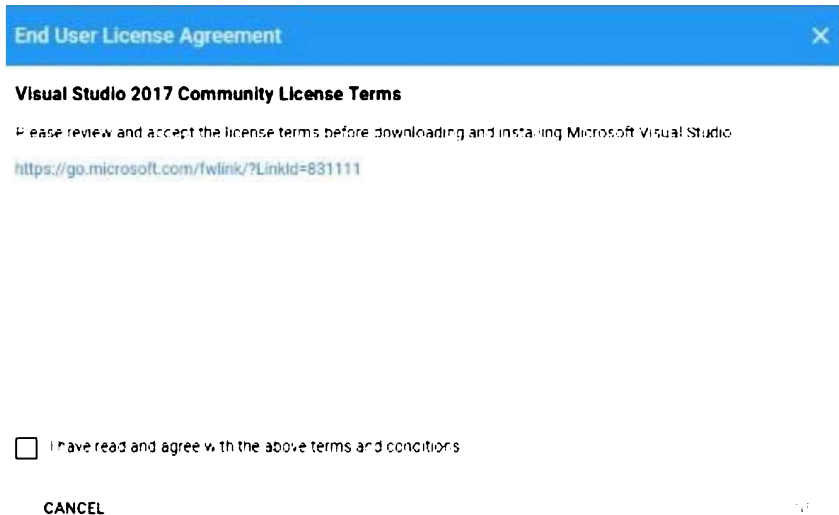 End User License Agreement
Visual Studio 2017 Community License Terms
Please review and accept the license terms before downloading and installing Microsoft Visual Studio
https://go.microsoft.com/fwlink/?LinkId=831111
I have read and agree with the above terms and conditions
CANCEL